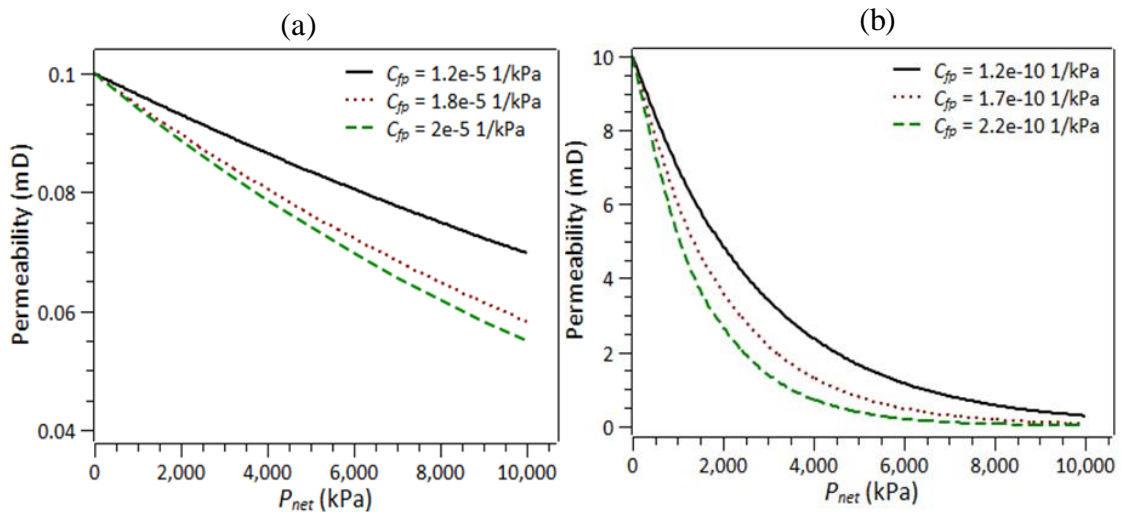 (a)
C_fp = 1.2e-5 1/kPa
C_fp = 1.8e-5 1/kPa
C_fp = 2e-5 1/kPa
Permeability (mD)
0.1
0.08
0.06
0.04
0 2,000 4,000 6,000 8,000 10,000
P_net (kPa)
(b)
C_fp = 1.2e-10 1/kPa
C_fp = 1.7e-10 1/kPa
C_fp = 2.2e-10 1/kPa
Permeability (mD)
10
8
6
4
2
0
0 2,000 4,000 6,000 8,000 10,000
P_net (kPa)